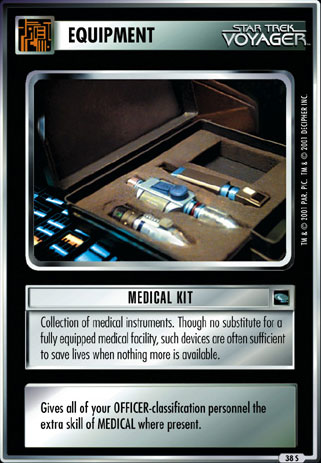 EQUIPMENT
STAR TREK
VOYAGER™
TM & © 2001 PAR. PIC. TM & © 2001 DECIPHER INC.
MEDICAL KIT
Collection of medical instruments. Though no substitute for a
fully equipped medical facility, such devices are often sufficient
to save lives when nothing more is available.
Gives all of your OFFICER-classification personnel the
extra skill of MEDICAL where present.
38 S